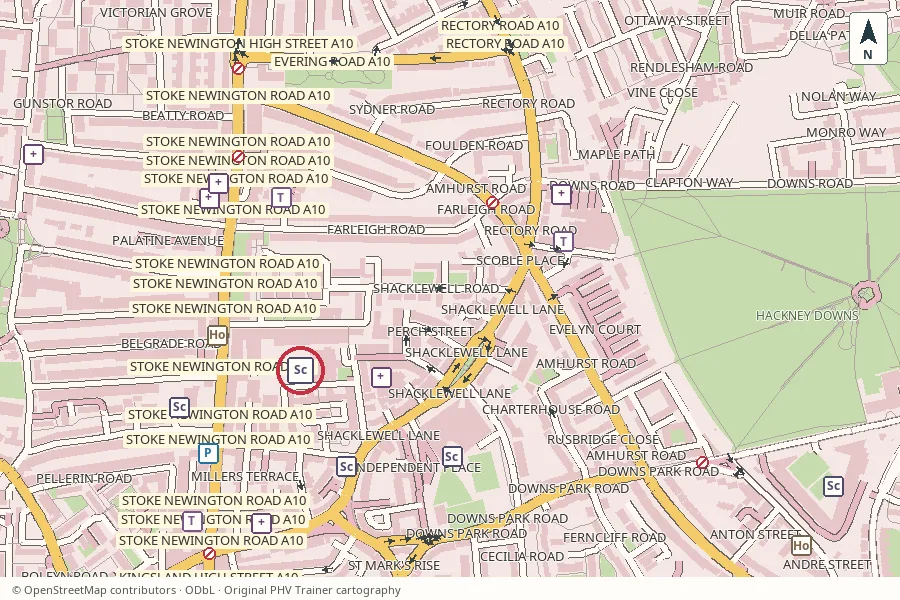 VICTORIAN GROVE
RECTORY ROAD A10
OTTAWAY STREET
MUIR ROAD
STOKE NEWINGTON HIGH STREET A10
RECTORY ROAD A10
N
EVERING ROAD A10
RENDLESHAM ROAD
VINE CLOSE
STOKE NEWINGTON ROAD A10
NOLAN WAY
GUNSTOR ROAD
SYDNER ROAD
RECTORY ROAD
BEATTY ROAD
MONRO WAY
STOKE NEWINGTON ROAD A10
FOULDEN ROAD
STOKE NEWINGTON ROAD A10
MAPLE PATH
STOKE NEWINGTON ROAD A10
AMHURST ROAD
DOWNS ROAD
CLAPTON WAY
DOWNS ROAD
T
STOKE NEWINGTON ROAD A10
FARLEIGH ROAD
FARLEIGH ROAD
RECTORY ROAD
T
PALATINE AVENUE
STOKE NEWINGTON ROAD A10
SCOBLE PLACE
STOKE NEWINGTON ROAD A10
SHACKLEWELL ROAD
STOKE NEWINGTON ROAD A10
SHACKLEWELL LANE
HACKNEY DOWNS
PERCH STREET
EVELYN COURT
Ho
BELGRADE ROAD
SHACKLEWELL LANE
STOKE NEWINGTON ROAD
Sc
AMHURST ROAD
SHACKLEWELL LANE
Sc
STOKE NEWINGTON ROAD A10
CHARTERHOUSE ROAD
STOKE NEWINGTON ROAD A10
SHACKLEWELL LANE
RUSBRIDGE CLOSE
P
AMHURST ROAD
Sc
Sc
INDEPENDENT PLACE
DOWNS PARK ROAD
PELLERIN ROAD
MILLERS TERRACE
DOWNS PARK ROAD
Sc
STOKE NEWINGTON ROAD A10
T
STOKE NEWINGTON ROAD A10
DOWNS PARK ROAD
STOKE NEWINGTON ROAD A10
DOWNS PARK ROAD
FERNCLIFF ROAD
ANTON STREET
Ho
CECILIA ROAD
ST MARK'S RISE
ANDRE STREET
KINGSLAND HIGH STREET A10
© OpenStreetMap contributors · ODbL · Original PHV Trainer cartography